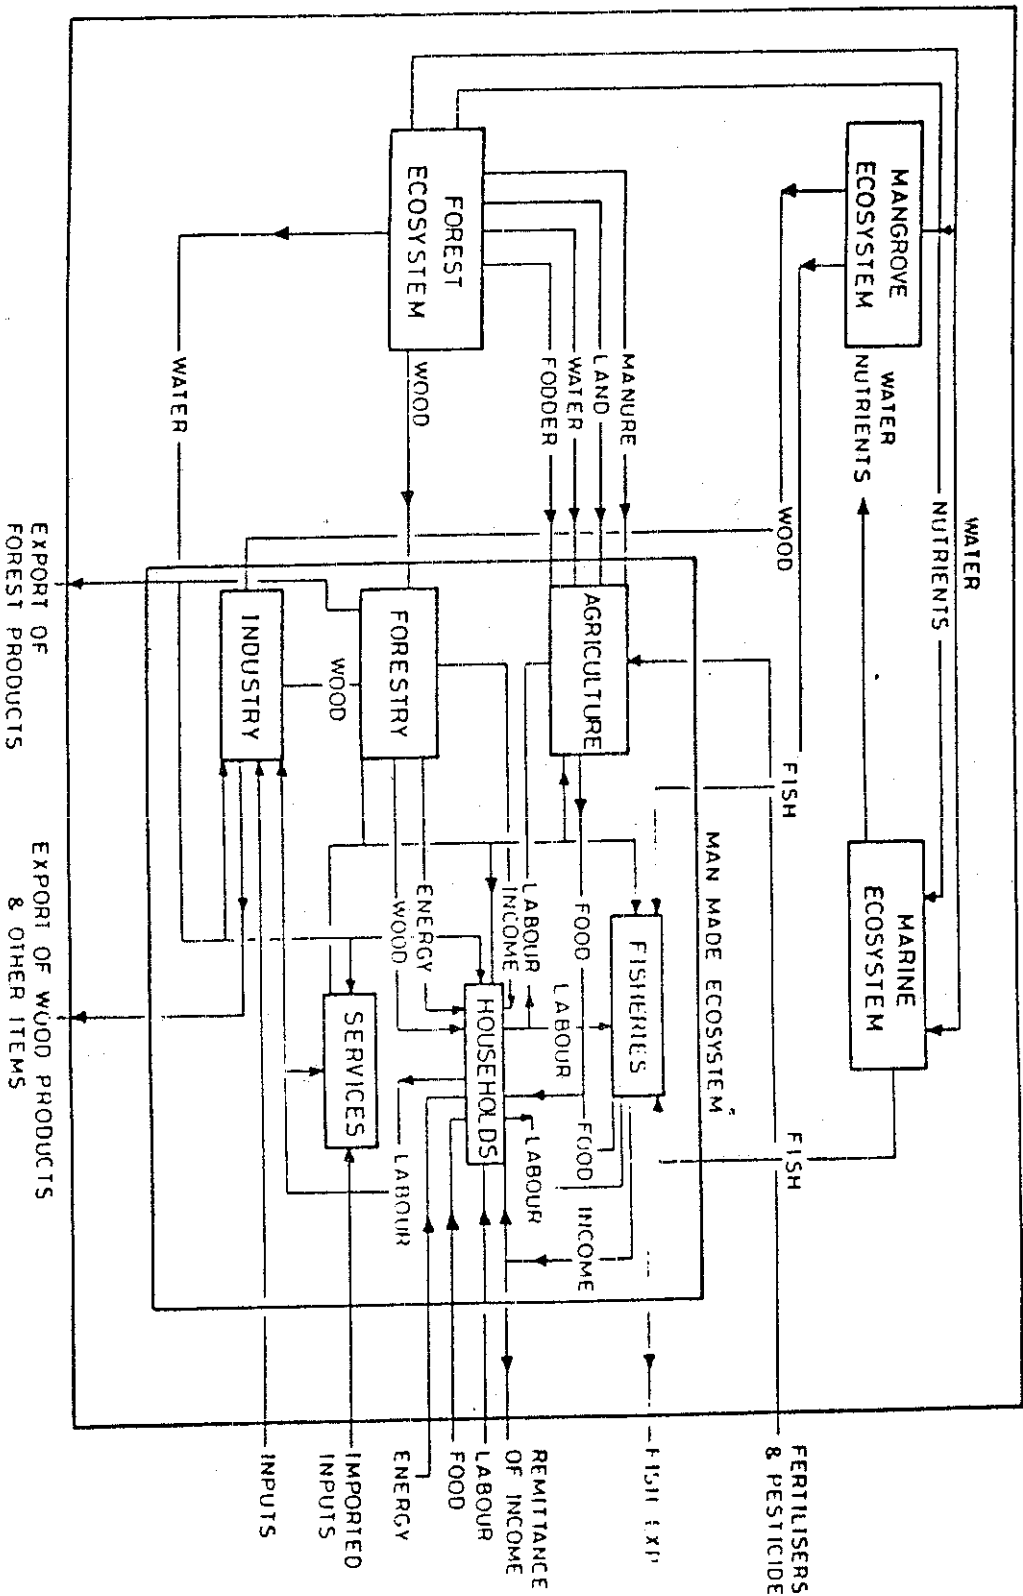 MANGROVE
ECOSYSTEM
WATER
NUTRIENTS
WATER
NUTRIENTS
MARINE
ECOSYSTEM
FERTILISERS
& PESTICIDE
WOOD
FISH
FISH
MAN MADE ECOSYSTEM"
FOREST
ECOSYSTEM
MANURE
LAND
WATER
FODDER
WOOD
WATER
AGRICULTURE
FOOD
FISHERIES
FOOD
LABOUR
INCOME
LABOUR
INCOME
LABOUR
HOUSEHOLDS
ENERGY
WOOD
FORESTRY
WOOD
LABOUR
SERVICES
INDUSTRY
REMITTANCE
OF INCOME
LABOUR
FOOD
ENERGY
IMPORTED
INPUTS
INPUTS
EXPORT OF
FOREST PRODUCTS
EXPORT OF WOOD PRODUCTS
& OTHER ITEMS
FISH EXP